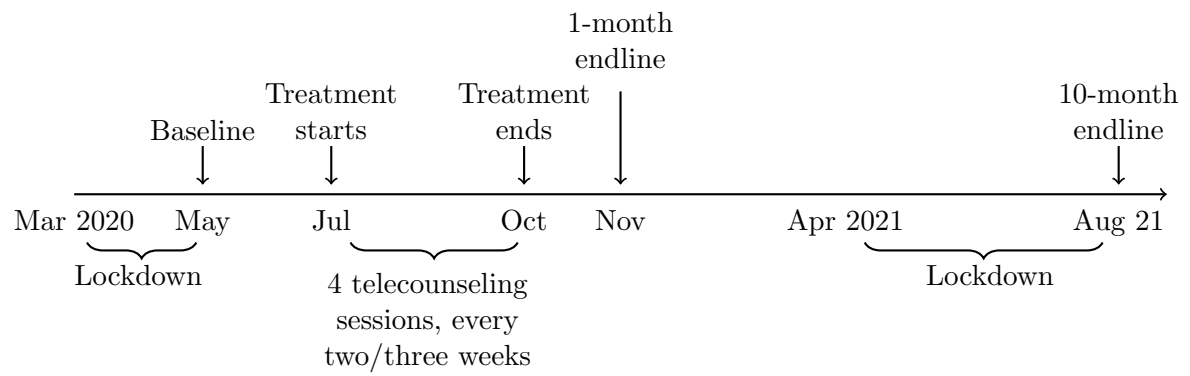 1-month
endline
Treatment
starts
Treatment
ends
10-month
endline
Baseline
Mar 2020
May
Jul
Oct
Nov
Apr 2021
Aug 21
Lockdown
4 telecounseling
sessions, every
two/three weeks
Lockdown